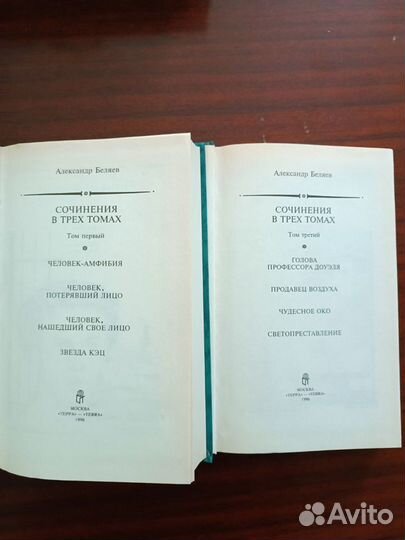 Александр Беляев
СОЧИНЕНИЯ
В ТРЕХ ТОМАХ
Том первый
ЧЕЛОВЕК-АМФИБИЯ
ЧЕЛОВЕК,
ПОТЕРЯВШИЙ ЛИЦО
ЧЕЛОВЕК,
НАШЕДШИЙ СВОЕ ЛИЦО
ЗВЕЗДА КЭЦ
МОСКВА
«ТЕРРА» — «TERRA»
1996
Александр Беляев
СОЧИНЕНИЯ
В ТРЕХ ТОМАХ
Том третий
ГОЛОВА
ПРОФЕССОРА ДОУЭЛЯ
ПРОДАВЕЦ ВОЗДУХА
ЧУДЕСНОЕ ОКО
СВЕТОПРЕСТАВЛЕНИЕ
МОСКВА
«ТЕРРА» — «TERRA»
1996
Avito